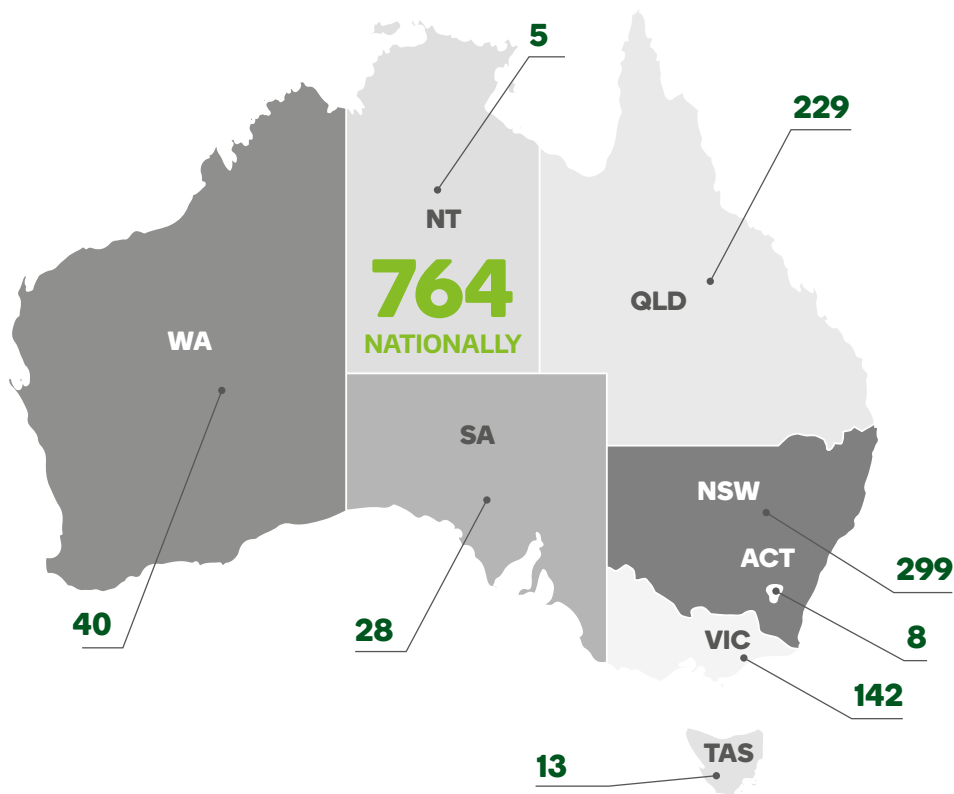 5
229
NT
764
NATIONALLY
QLD
WA
SA
NSW
ACT
299
40
28
8
VIC
142
TAS
13